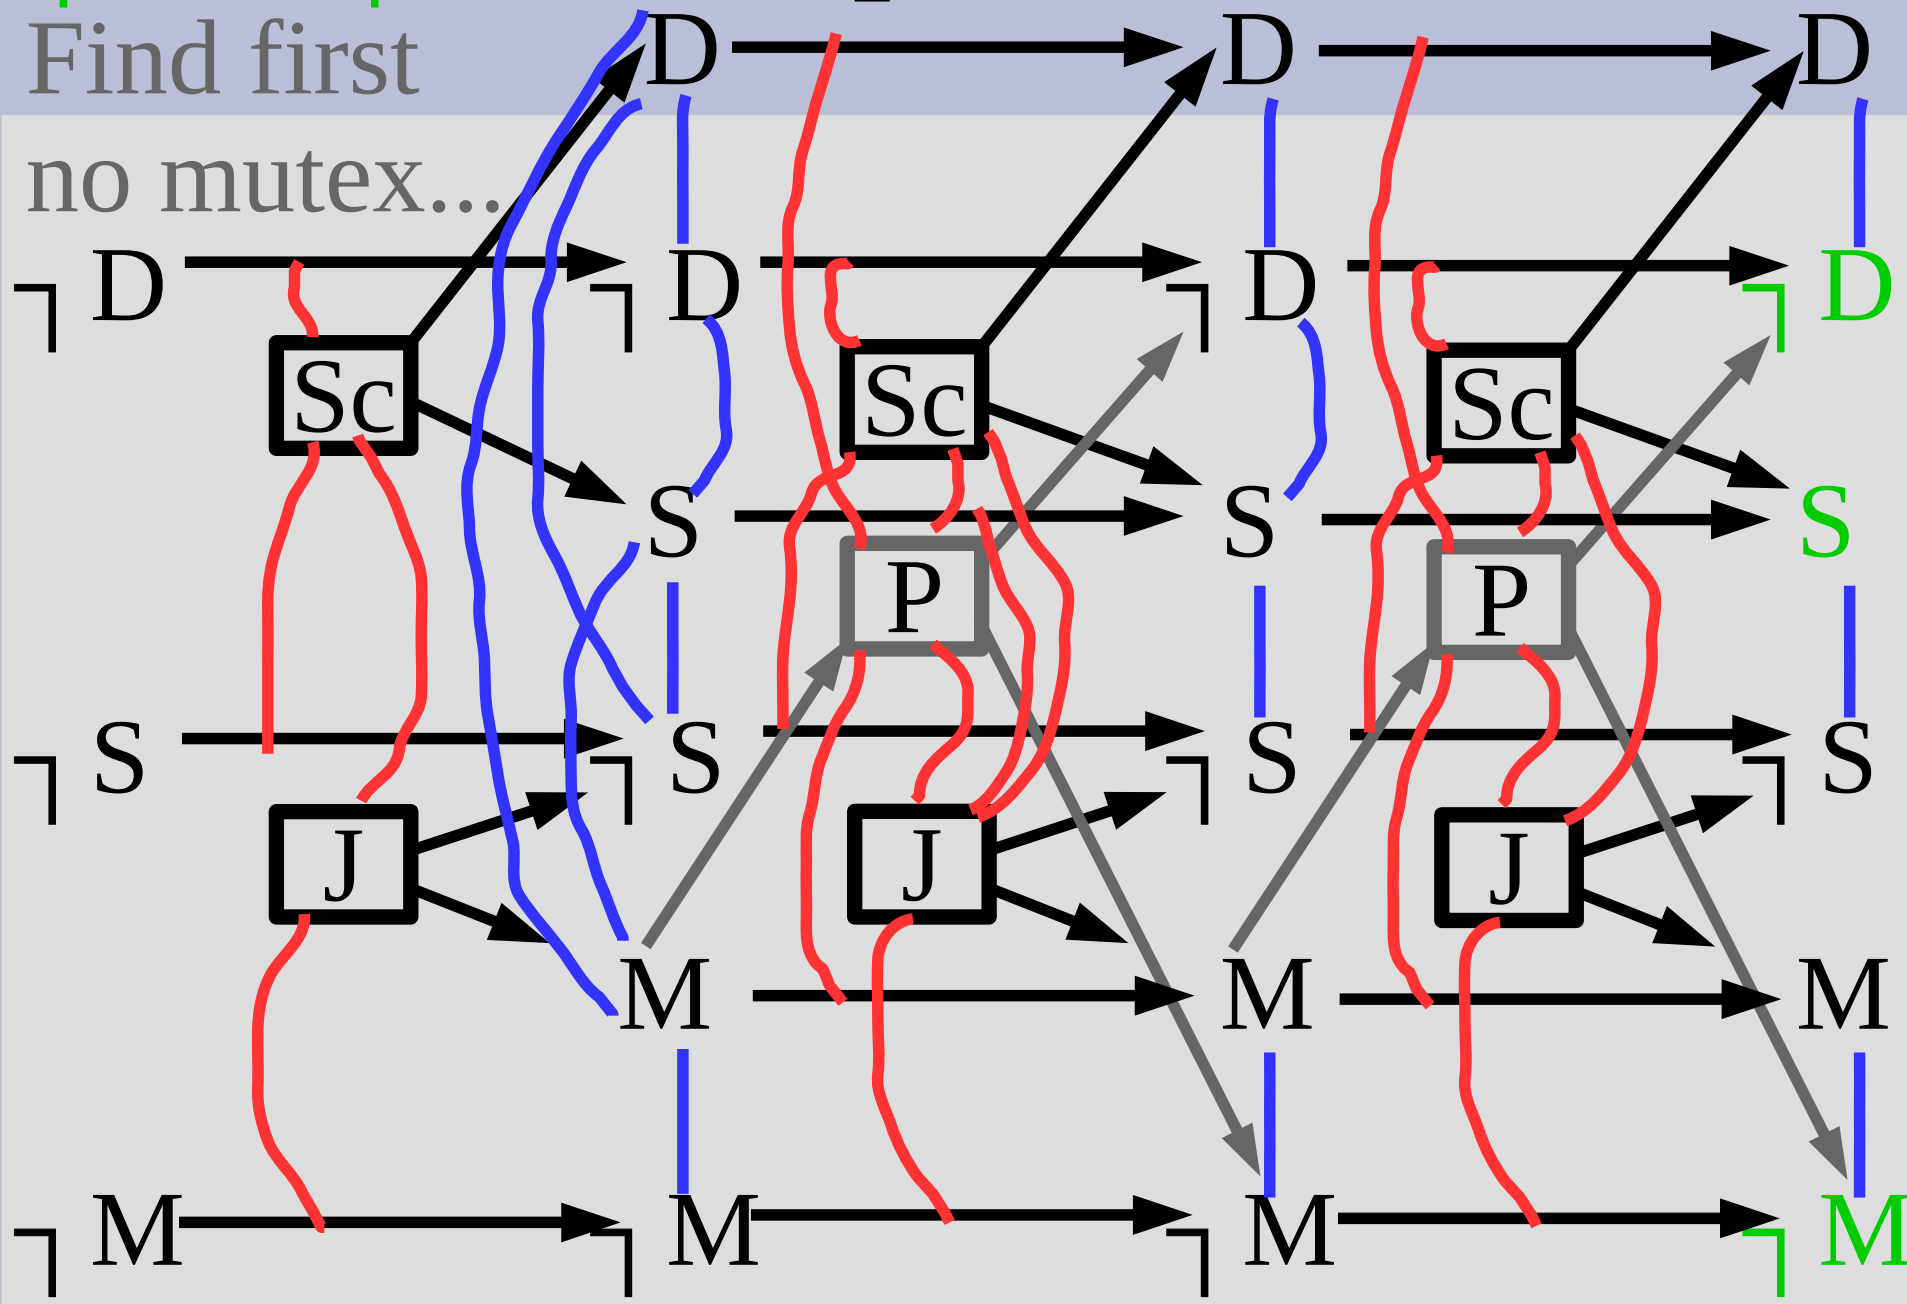 Find first
D D D
no mutex...
¬D ¬D ¬D ¬D
Sc Sc Sc
S S S
P P
¬S ¬S ¬S ¬S
J J J
M M M
¬M ¬M ¬M ¬M